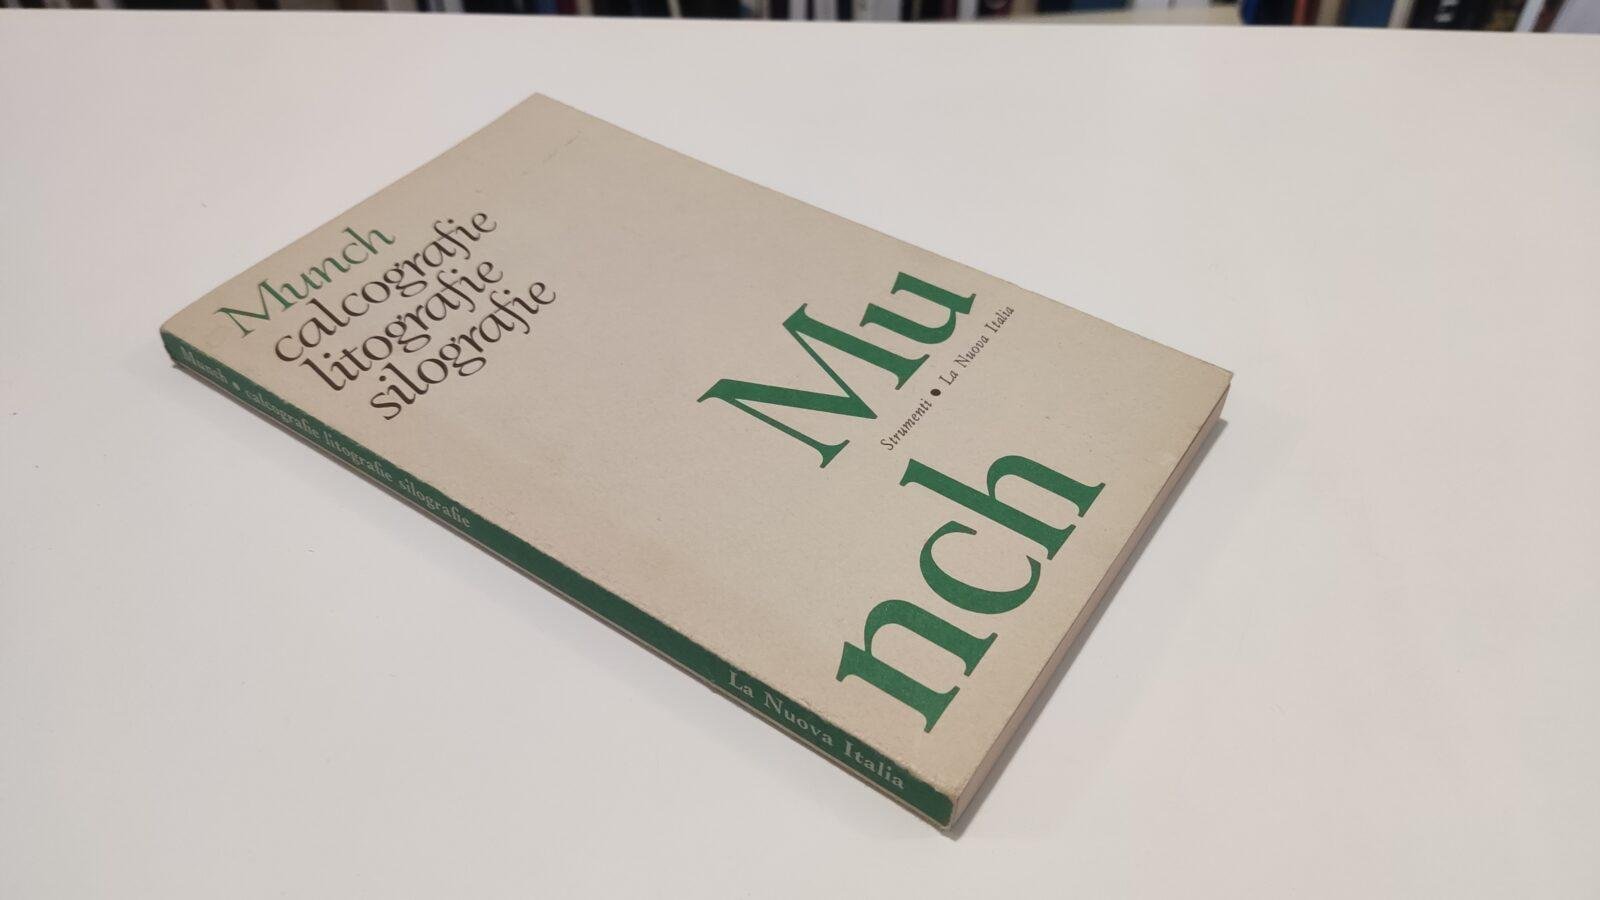 Munch
calcografie
litografie
silografie
Mu
Strumenti • La Nuova Italia
nch
Munch • calcografie litografie silografie
La Nuova Italia